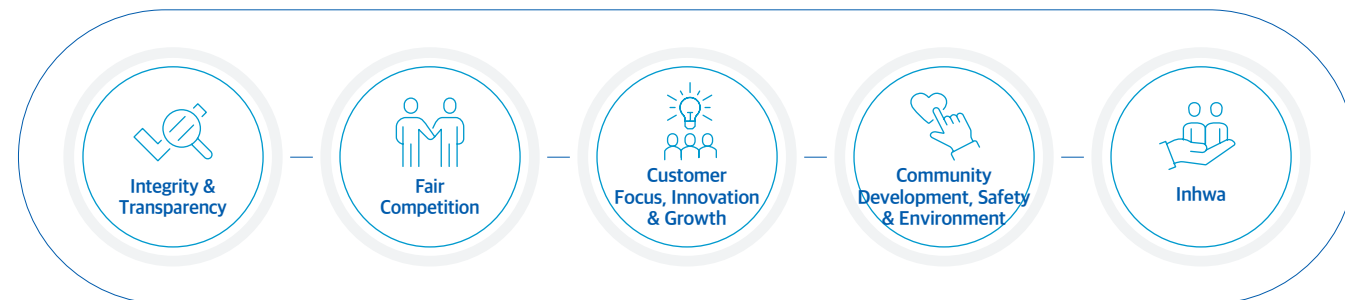 Integrity &
Transparency
Fair
Competition
Customer
Focus, Innovation
& Growth
Community
Development, Safety
& Environment
Inhwa